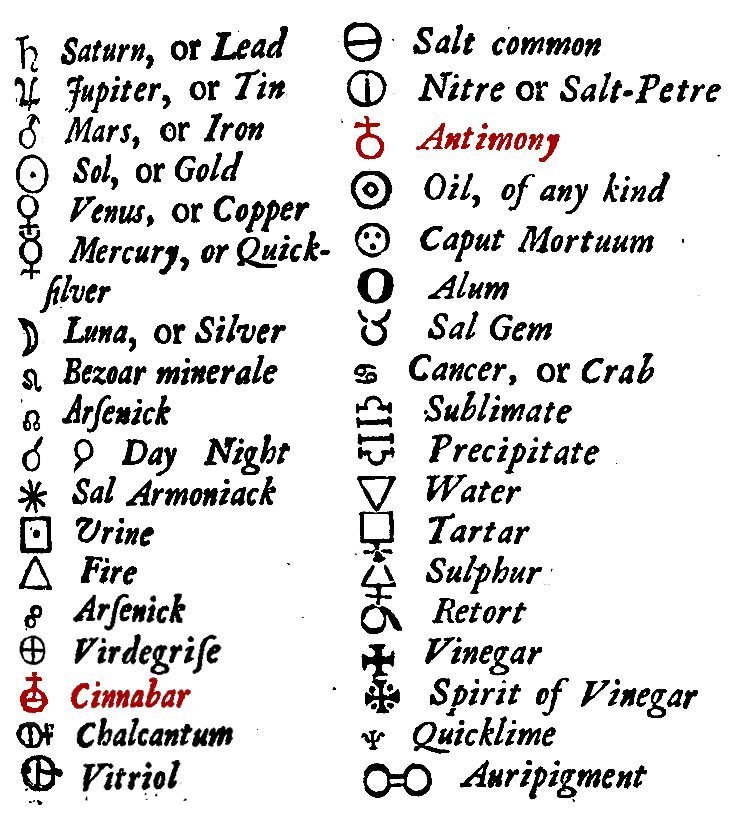 Saturn, or Lead
Jupiter, or Tin
Mars, or Iron
Sol, or Gold
Venus, or Copper
Mercury, or Quick-
ſilver
Luna, or Silver
Bezoar minerale
Arſenick
Day Night
Sal Armoniack
Urine
Fire
Arſenick
Virdegriſe
Cinnabar
Chalcantum
Vitriol
Salt common
Nitre or Salt-Petre
Antimony
Oil, of any kind
Caput Mortuum
Alum
Sal Gem
Cancer, or Crab
Sublimate
Precipitate
Water
Tartar
Sulphur
Retort
Vinegar
Spirit of Vinegar
Quicklime
Auripigment